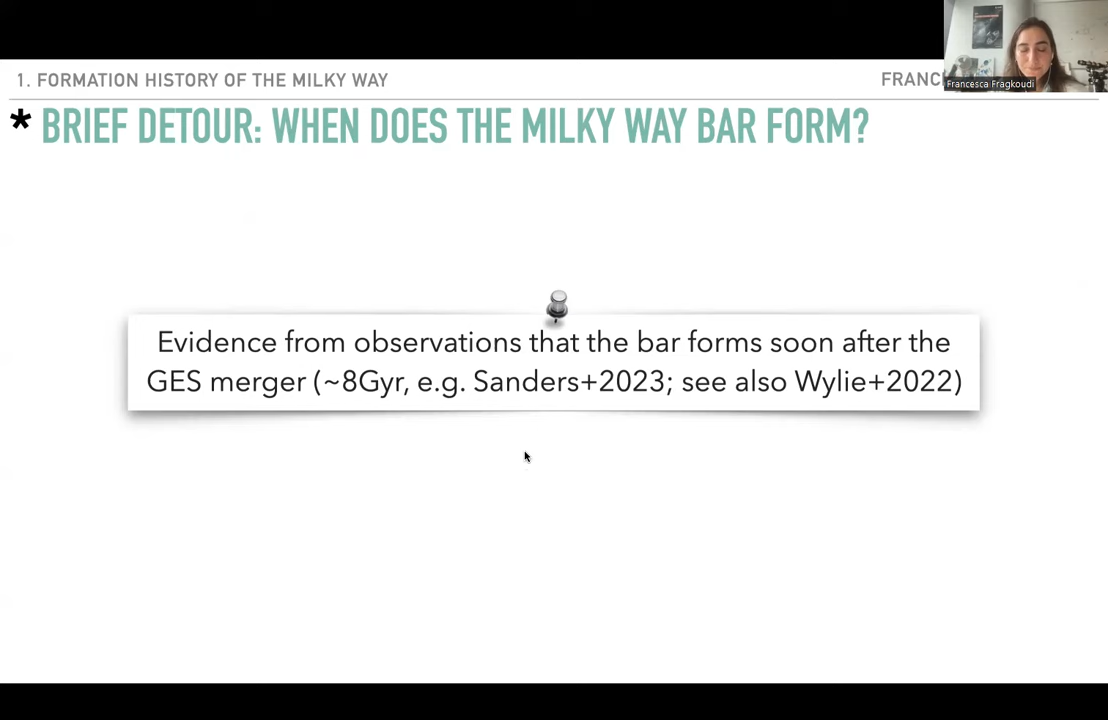 1. FORMATION HISTORY OF THE MILKY WAY
FRANC
Francesca Fragkoudi
* BRIEF DETOUR: WHEN DOES THE MILKY WAY BAR FORM?
Evidence from observations that the bar forms soon after the
GES merger (~8Gyr, e.g. Sanders+2023; see also Wylie+2022)